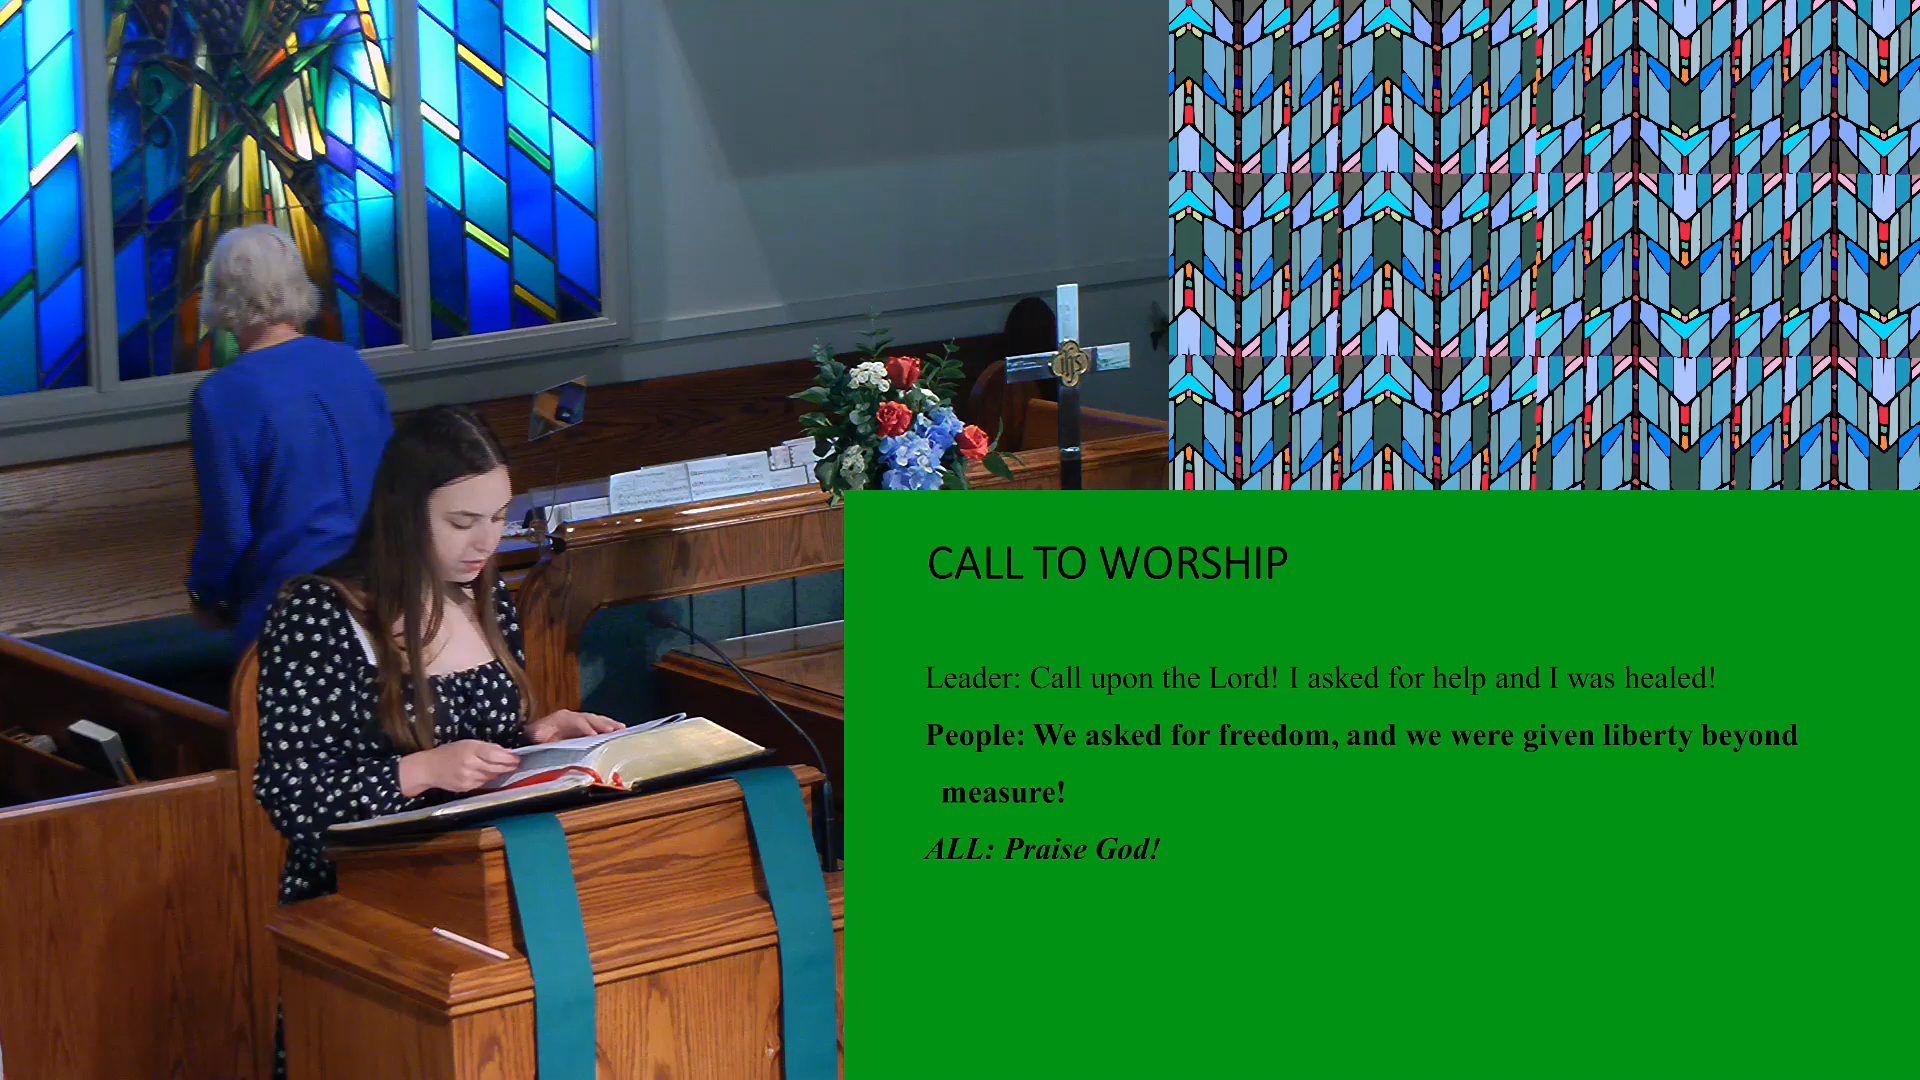 IHS
CALL TO WORSHIP
Leader: Call upon the Lord! I asked for help and I was healed!
People: We asked for freedom, and we were given liberty beyond
measure!
ALL: Praise God!